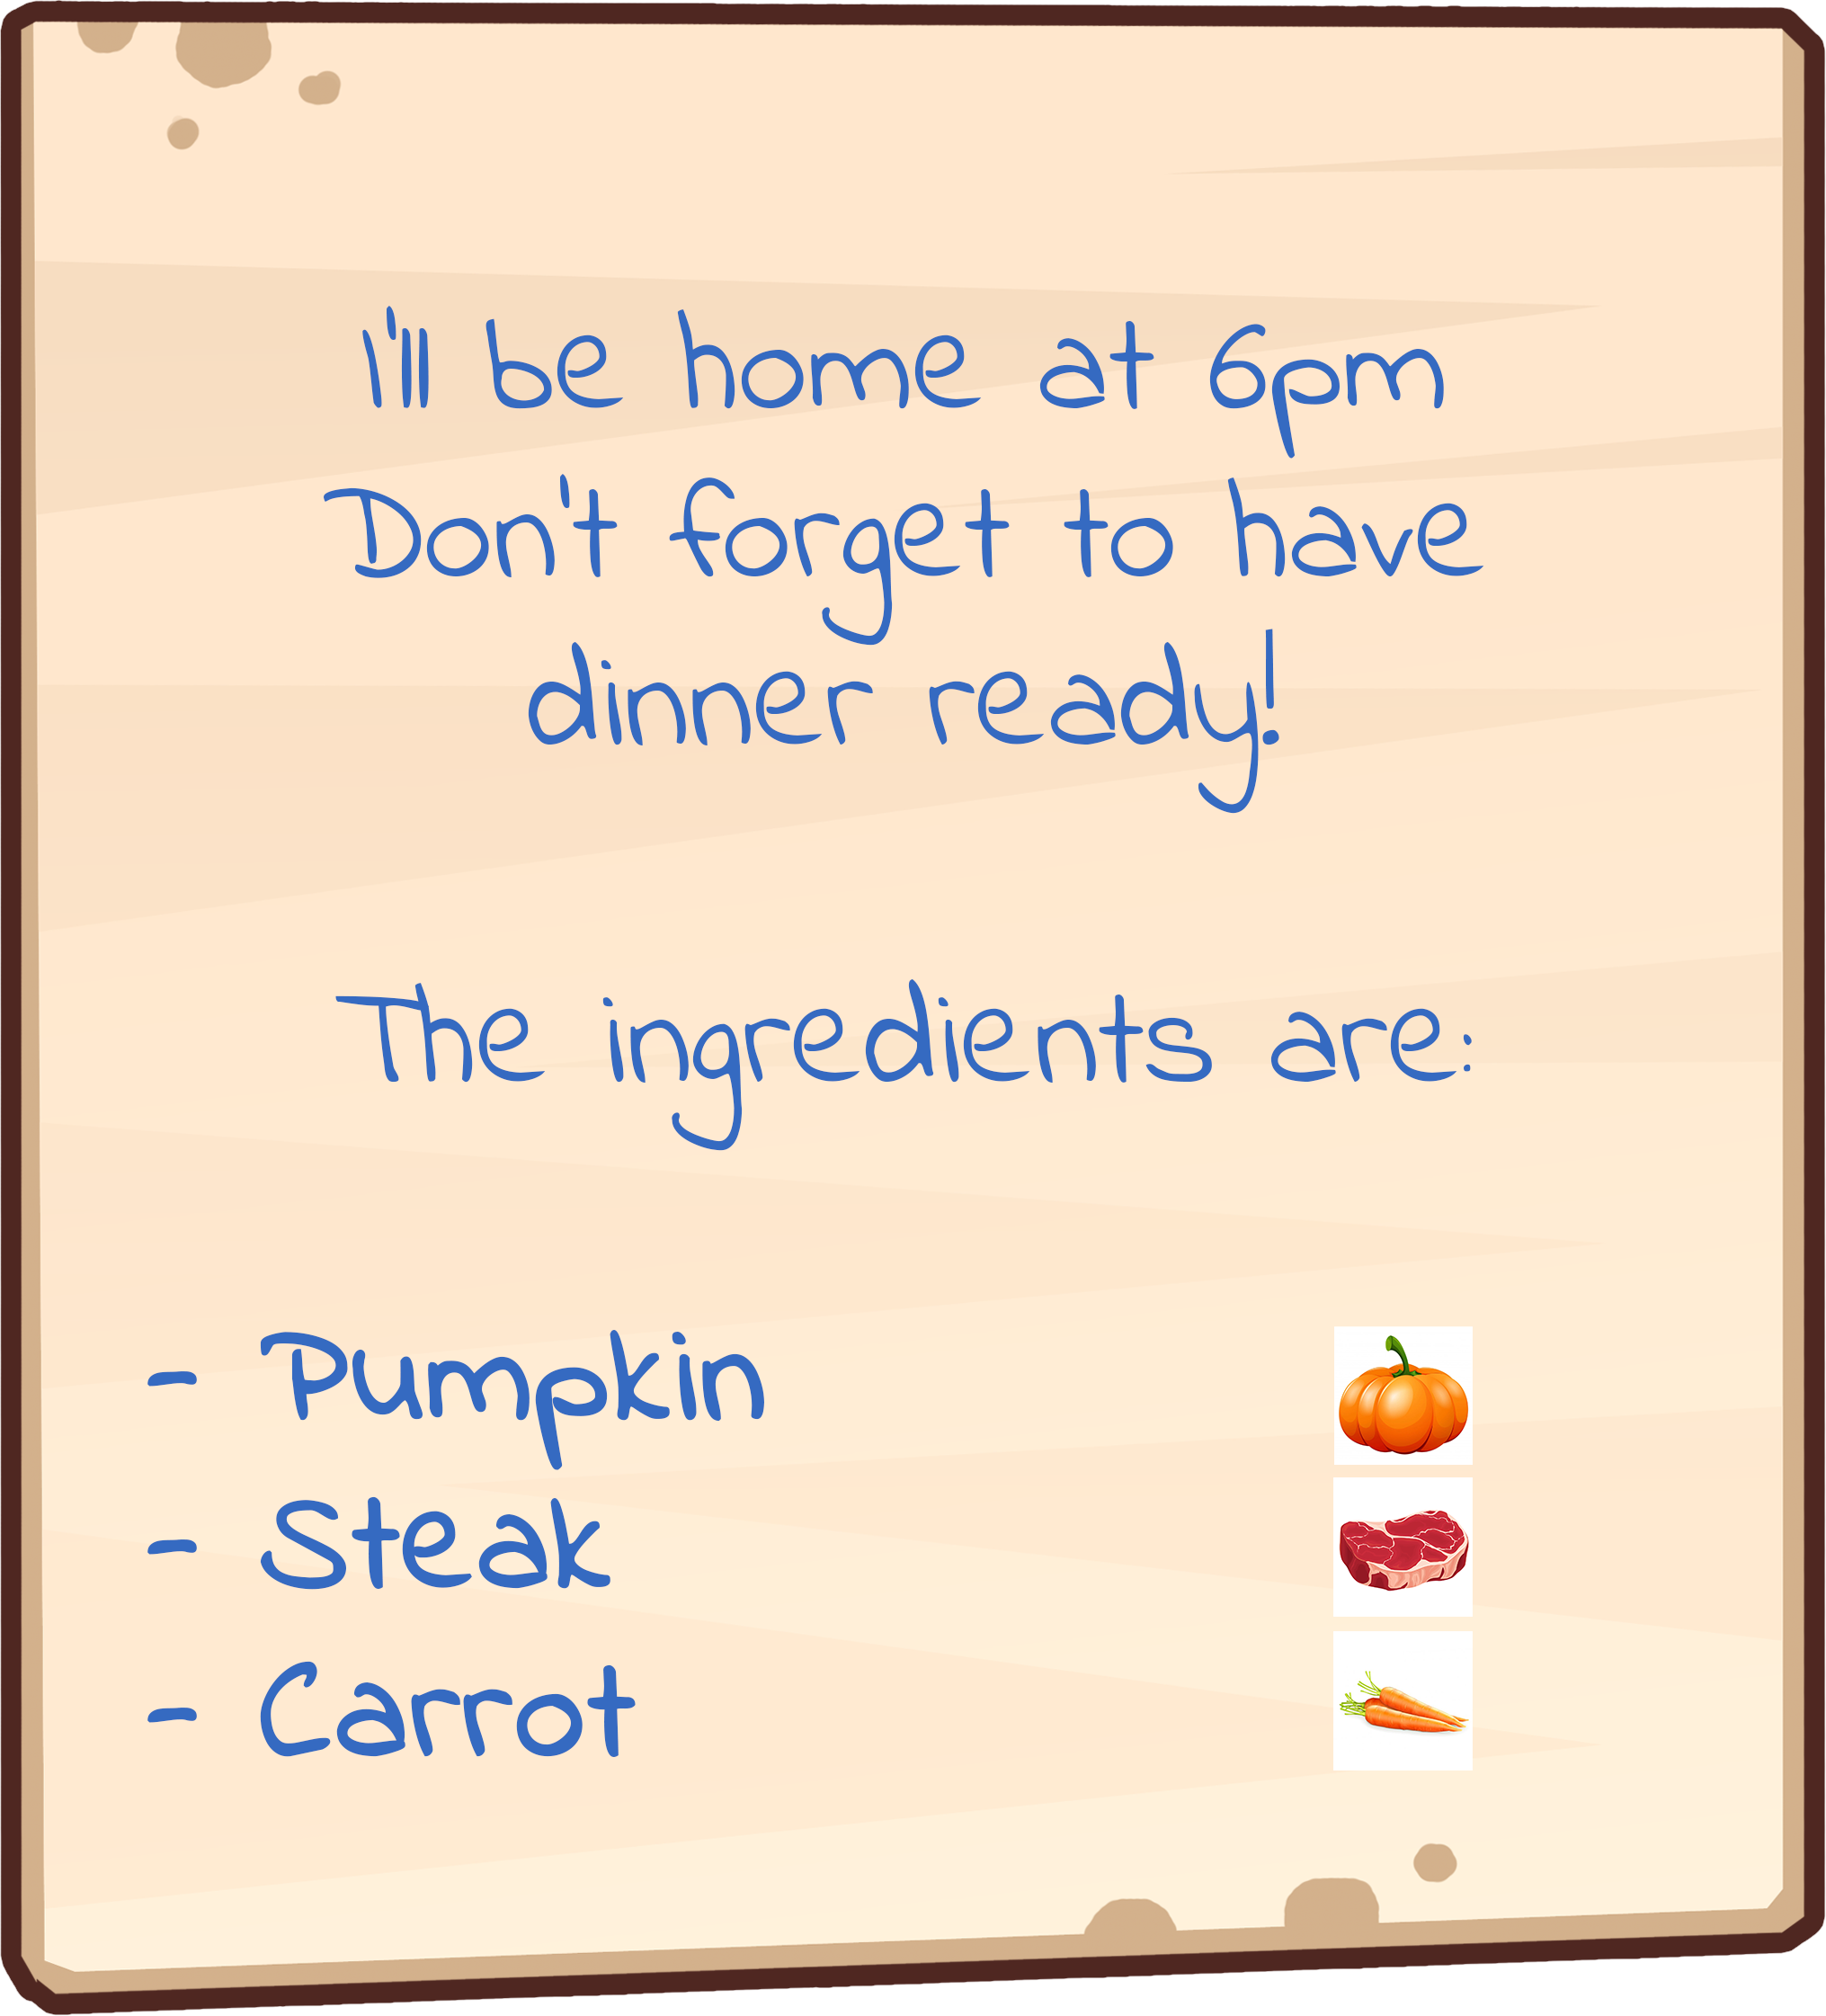 I'll be home at 6pm
Don't forget to have
dinner ready!
The ingredients are:
- Pumpkin
- Steak
- Carrot